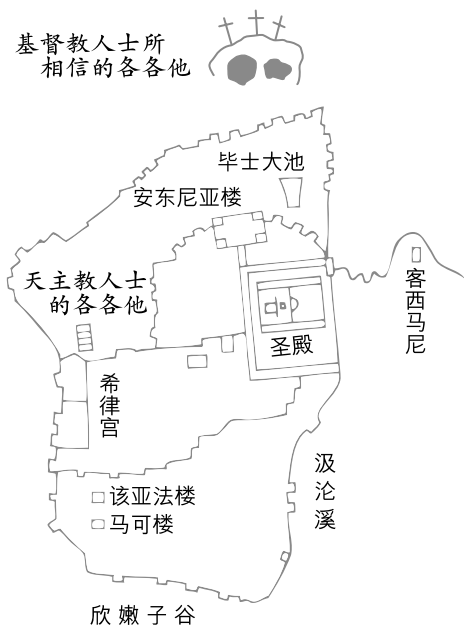 基督教人士所
相信的各各他
毕士大池
安东尼亚楼
天主教人士
的各各他
客西马尼
圣殿
希律宫
汲沦溪
该亚法楼
马可楼
欣嫩子谷